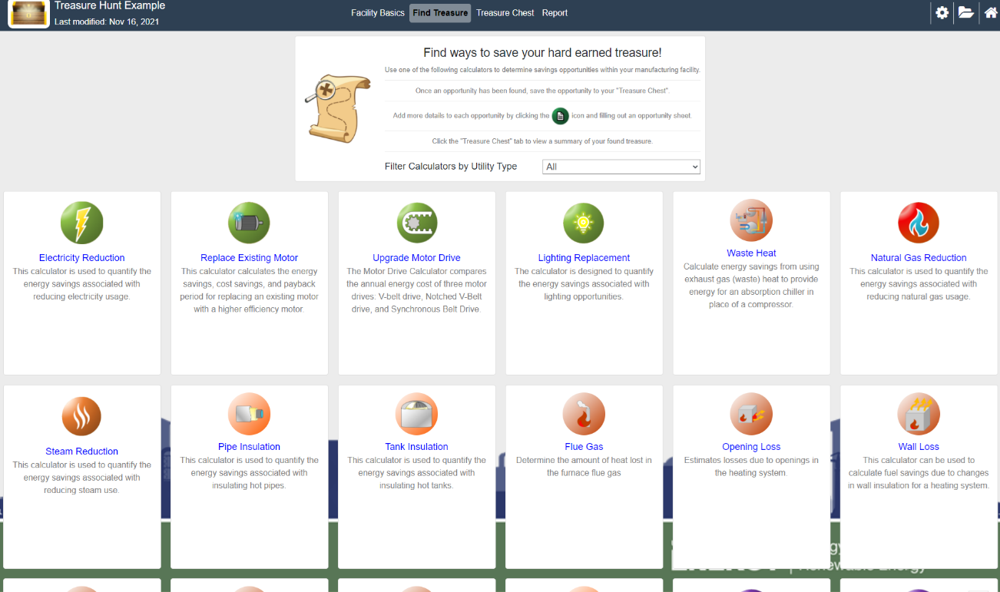 Treasure Hunt Example
Last modified: Nov 16, 2021
Facility Basics Find Treasure Treasure Chest Report
Find ways to save your hard earned treasure!
Use one of the following calculators to determine savings opportunities within your manufacturing facility.
Once an opportunity has been found, save the opportunity to your "Treasure Chest".
Add more details to each opportunity by clicking the icon and filling out an opportunity sheet.
Click the "Treasure Chest" tab to view a summary of your found treasure.
Filter Calculators by Utility Type All
Electricity Reduction
This calculator is used to quantify the
energy savings associated with
reducing electricity usage.
Replace Existing Motor
This calculator calculates the energy
savings, cost savings, and payback
period for replacing an existing motor
with a higher efficiency motor.
Upgrade Motor Drive
The Motor Drive Calculator compares
the annual energy cost of three motor
drives: V-belt drive, Notched V-Belt
drive, and Synchronous Belt Drive.
Lighting Replacement
The calculator is designed to quantify
the energy savings associated with
lighting opportunities.
Waste Heat
Calculate energy savings from using
exhaust gas (waste) heat to provide
energy for an absorption chiller in
place of a compressor.
Natural Gas Reduction
This calculator is used to quantify the
energy savings associated with
reducing natural gas usage.
Steam Reduction
This calculator is used to quantify the
energy savings associated with
reducing steam use.
Pipe Insulation
This calculator is used to quantify the
energy savings associated with
insulating hot pipes.
Tank Insulation
This calculator is used to quantify the
energy savings associated with
insulating hot tanks.
Flue Gas
Determine the amount of heat lost in
the furnace flue gas
Opening Loss
Estimates losses due to openings in
the heating system.
Wall Loss
This calculator can be used to
calculate fuel savings due to changes
in wall insulation for a heating system.